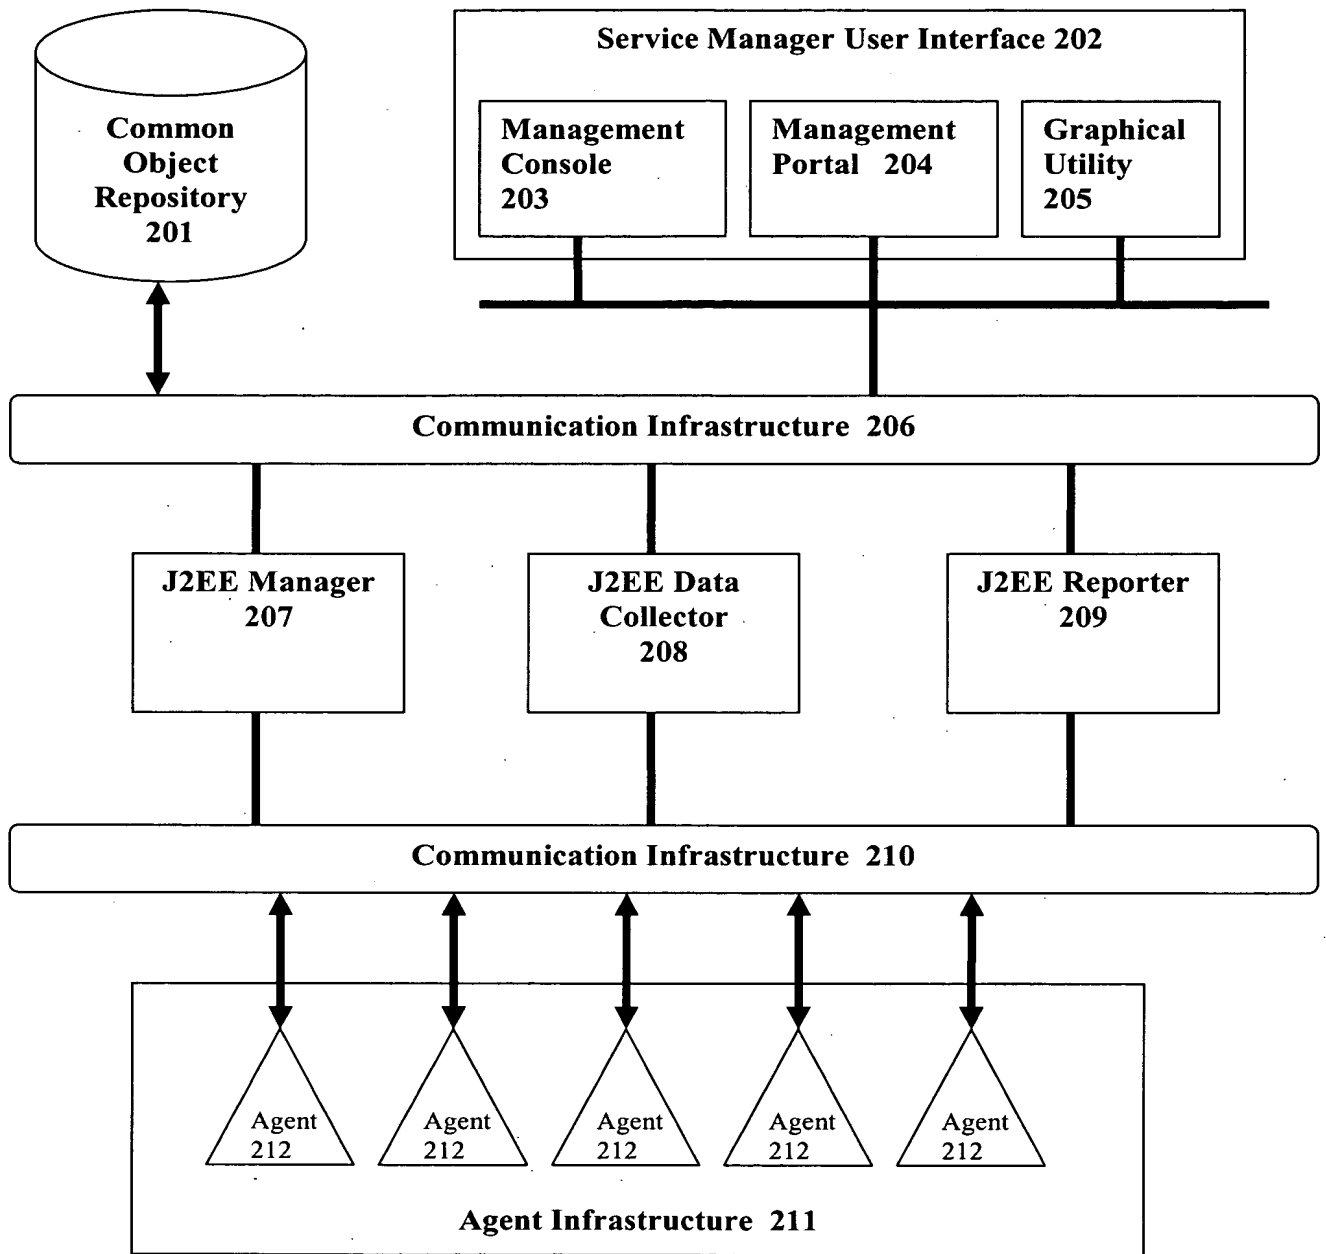 Common
Object
Repository
201
Service Manager User Interface 202
Management
Console
203
Management
Portal 204
Graphical
Utility
205
Communication Infrastructure 206
J2EE Manager
207
J2EE Data
Collector
208
J2EE Reporter
209
Communication Infrastructure 210
Agent
212
Agent
212
Agent
212
Agent
212
Agent
212
Agent Infrastructure 211